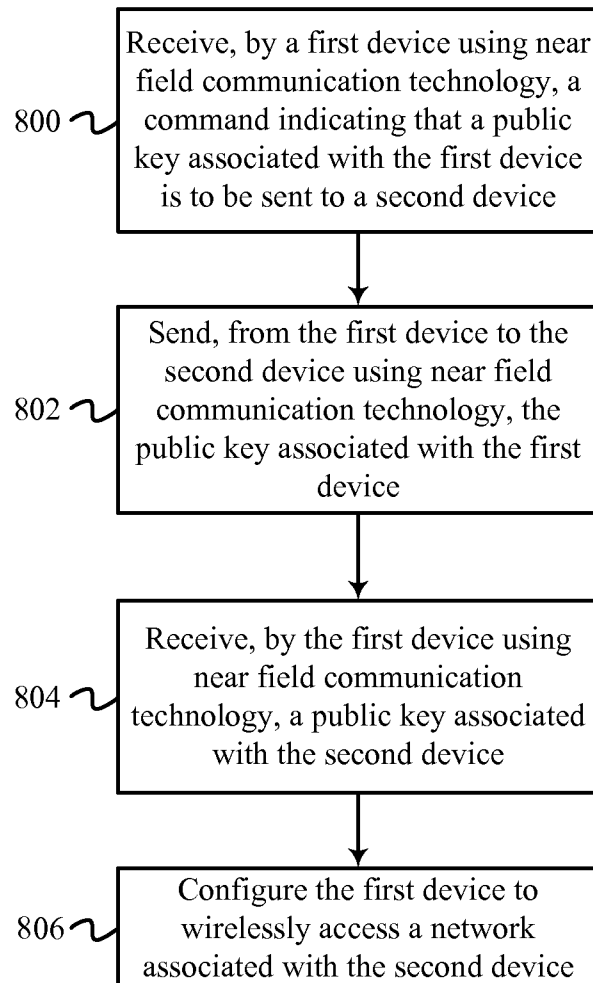 Receive, by a first device using near
field communication technology, a
command indicating that a public
key associated with the first device
is to be sent to a second device
800
Send, from the first device to the
second device using near field
communication technology, the
public key associated with the first
device
802
Receive, by the first device using
near field communication
technology, a public key associated
with the second device
804
Configure the first device to
wirelessly access a network
associated with the second device
806